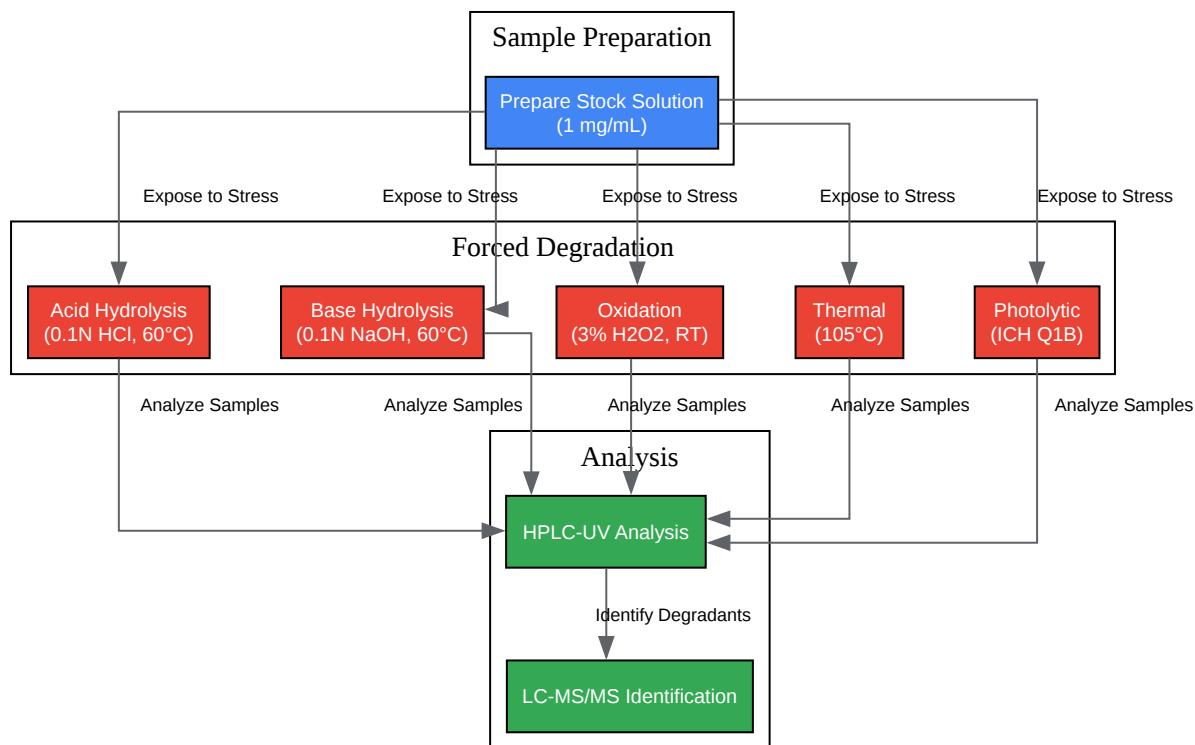 Sample Preparation
Prepare Stock Solution
(1 mg/mL)
Expose to Stress
Expose to Stress
Expose to Stress
Expose to Stress
Expose to Stress
Forced Degradation
Acid Hydrolysis
(0.1N HCl, 60°C)
Base Hydrolysis
(0.1N NaOH, 60°C)
Oxidation
(3% H2O2, RT)
Thermal
(105°C)
Photolytic
(ICH Q1B)
Analyze Samples
Analyze Samples
Analyze Samples
Analyze Samples
Analyze Samples
Analysis
HPLC-UV Analysis
Identify Degradants
LC-MS/MS Identification